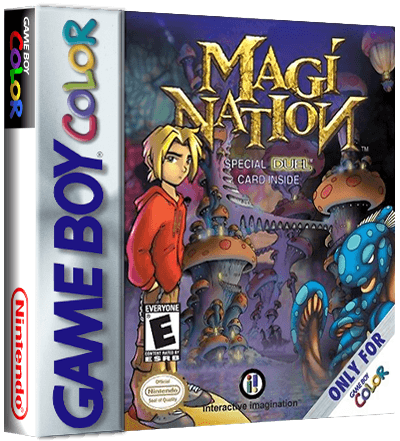 GAME BOY
COLOR
Nintendo
GAME BOY COLOR
MAGI
NATION
™
SPECIAL DUEL
CARD INSIDE
EVERYONE
E
CONTENT RATED BY
ESRB
Official
Nintendo
Seal of Quality
interactive imagination™
ONLY FOR
GAME BOY
COLOR